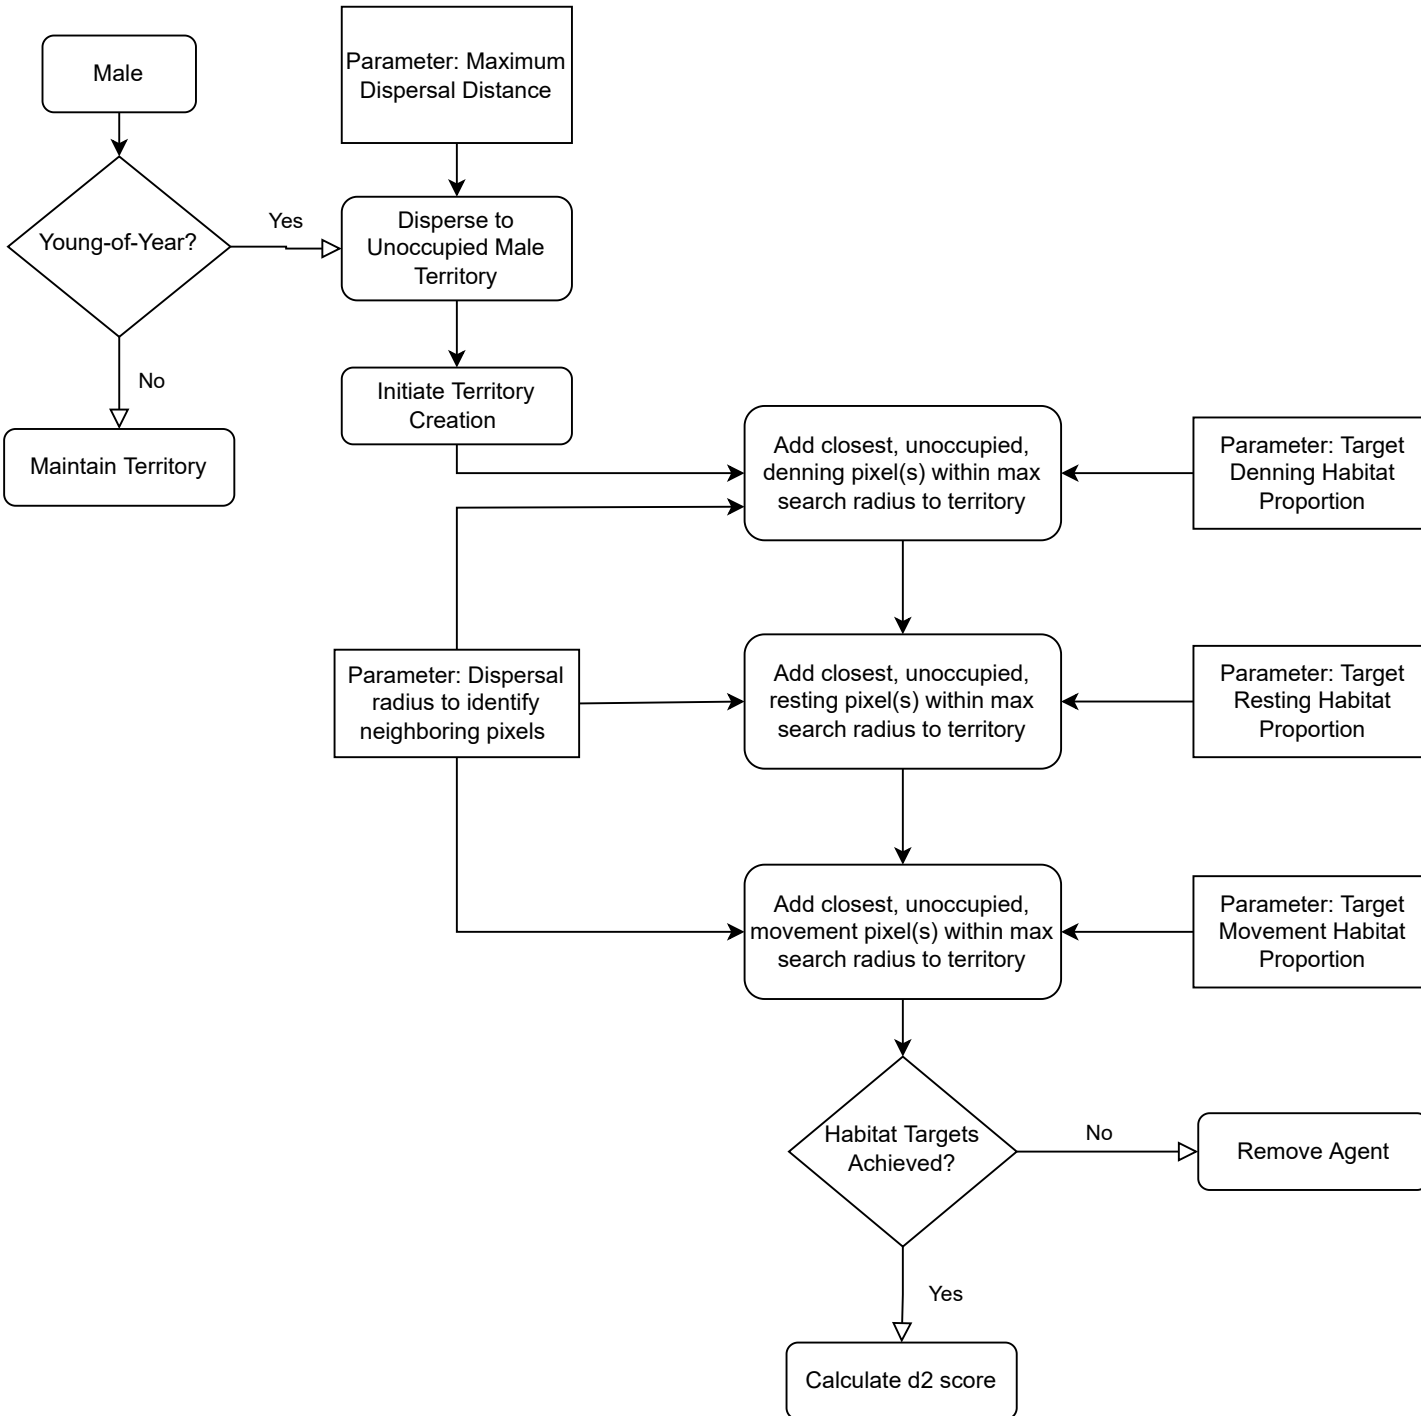 Male
Parameter: Maximum
Dispersal Distance
Young-of-Year?
Yes
Disperse to
Unoccupied Male
Territory
No
Maintain Territory
Initiate Territory
Creation
Add closest, unoccupied,
denning pixel(s) within max
search radius to territory
Parameter: Target
Denning Habitat
Proportion
Parameter: Dispersal
radius to identify
neighboring pixels
Add closest, unoccupied,
resting pixel(s) within max
search radius to territory
Parameter: Target
Resting Habitat
Proportion
Add closest, unoccupied,
movement pixel(s) within max
search radius to territory
Parameter: Target
Movement Habitat
Proportion
Habitat Targets
Achieved?
No
Remove Agent
Yes
Calculate d2 score